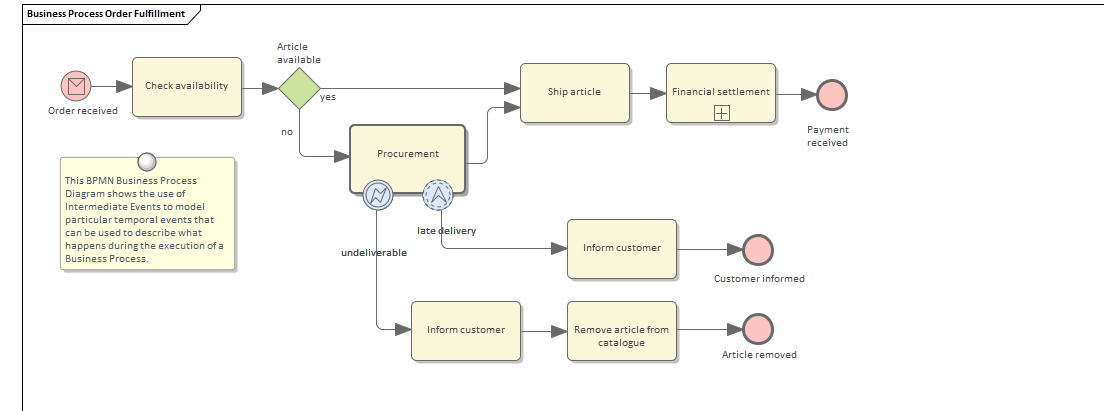 Business Process Order Fulfillment
Article
available
Check availability
Order received
yes
no
Ship article
Financial settlement
Payment
received
Procurement
late delivery
undeliverable
This BPMN Business Process
Diagram shows the use of
Intermediate Events to model
particular temporal events that
can be used to describe what
happens during the execution of a
Business Process.
Inform customer
Customer informed
Inform customer
Remove article from
catalogue
Article removed